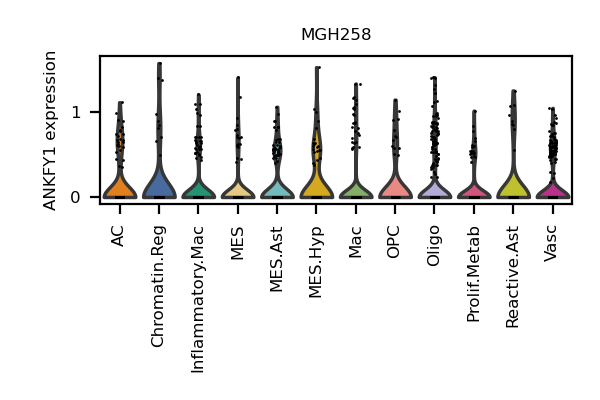 MGH258
ANKFY1 expression
1
0
AC
Chromatin.Reg
Inflammatory.Mac
MES
MES.Ast
MES.Hyp
Mac
OPC
Oligo
Prolif.Metab
Reactive.Ast
Vasc